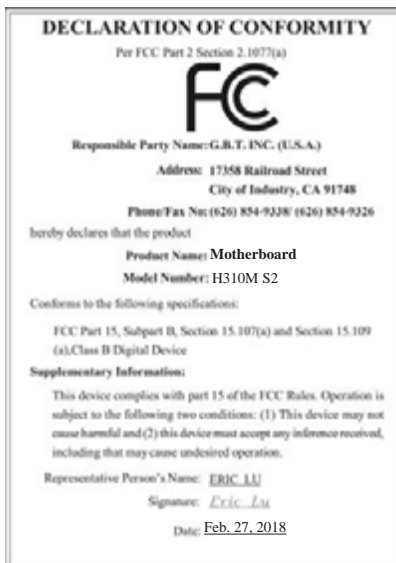 DECLARATION OF CONFORMITY
Per FCC Part 2 Section 2.1077(a)
FC
Responsible Party Name: G.B.T. INC. (U.S.A.)
Address: 17358 Railroad Street
City of Industry, CA 91748
Phone/Fax No: (626) 854-9338/ (626) 854-9326
hereby declares that the product
Product Name: Motherboard
Model Number: H310M S2
Conforms to the following specifications:
FCC Part 15, Subpart B, Section 15.107(a) and Section 15.109
(a),Class B Digital Device
Supplementary Information:
This device complies with part 15 of the FCC Rules. Operation is
subject to the following two conditions: (1) This device may not
cause harmful and (2) this device must accept any inference received,
including that may cause undesired operation.
Representative Person's Name: ERIC LU
Signature: Eric Lu
Date: Feb. 27, 2018